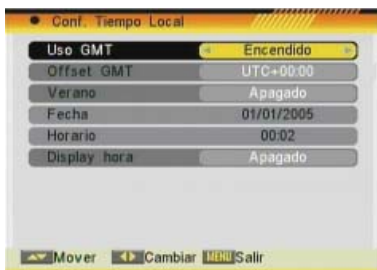 Conf. Tiempo Local
Uso GMT Encendido
Offset GMT UTC+00:00
Verano Apagado
Fecha 01/01/2005
Horario 00:02
Display hora Apagado
Mover Cambiar MENU Salir